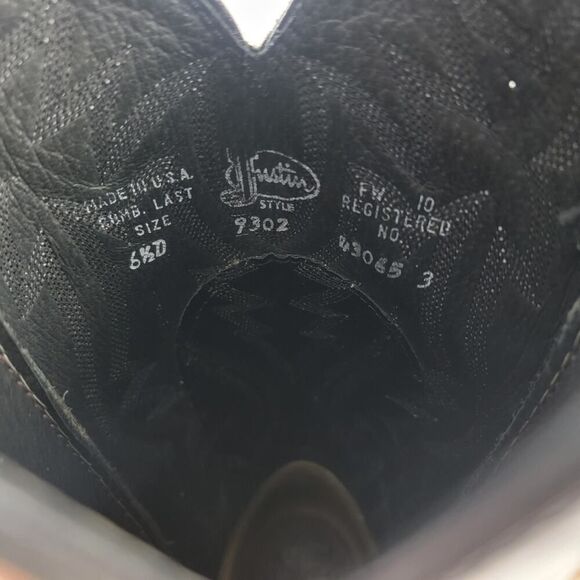 MADE IN U.S.A.
COMB. LAST
SIZE
6½D
Justin
STYLE
9302
FW. 10
REGISTERED
NO.
43065 3